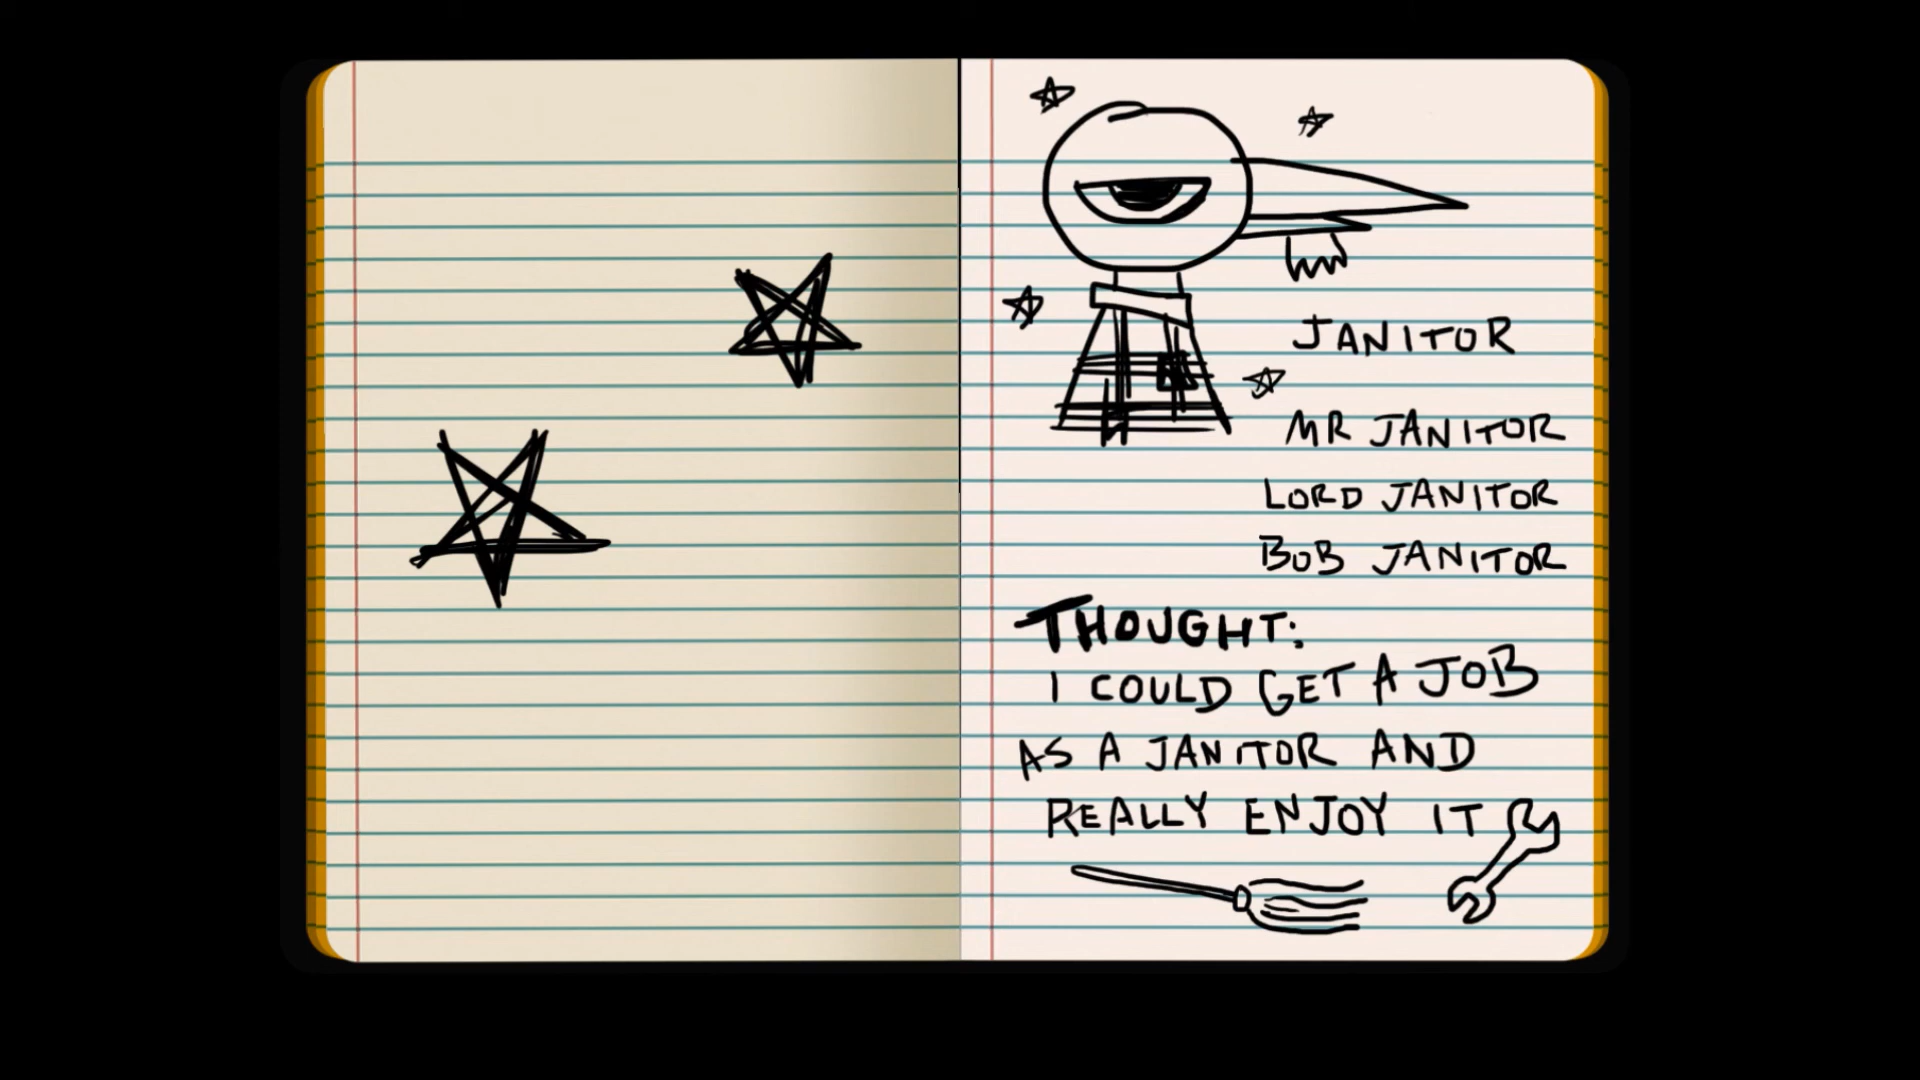 JANITOR
MR JANITOR
LORD JANITOR
BOB JANITOR
THOUGHT:
I COULD GET A JOB
AS A JANITOR AND
REALLY ENJOY IT